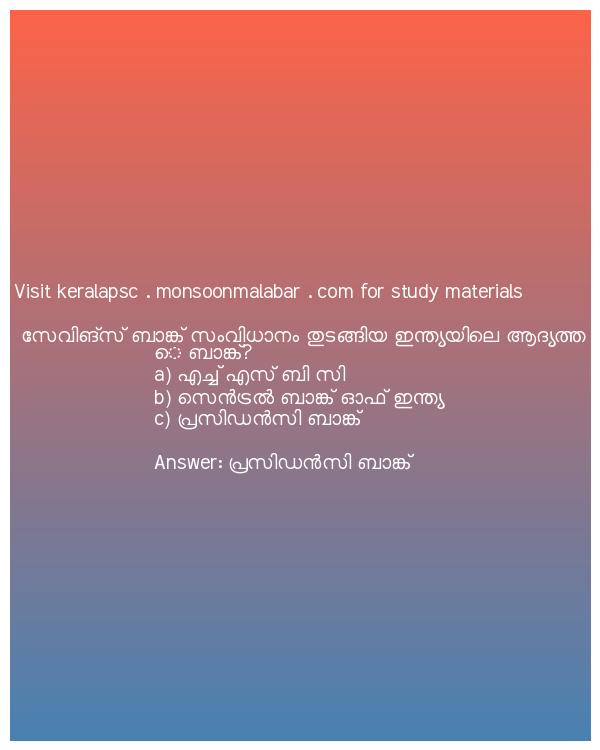 Visit keralapsc . monsoonmalabar . com for study materials
സേവിങ്സ് ബാങ്ക് സംവിധാനം തുടങ്ങിയ ഇന്ത്യയിലെ ആദ്യത്ത
െ ബാങ്ക്?
a) എച്ച് എസ് ബി സി
b) സെൻട്രൽ ബാങ്ക് ഓഫ് ഇന്ത്യ
c) പ്രസിഡൻസി ബാങ്ക്
Answer: പ്രസിഡൻസി ബാങ്ക്